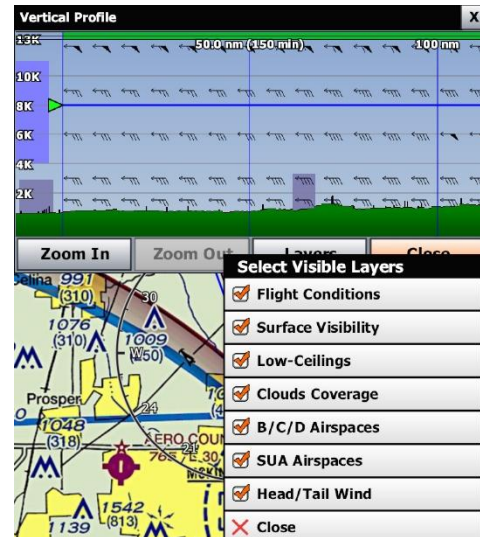 Vertical Profile
X
13K
50.0 nm (150 min)
100 nm
10K
8K
6K
4K
2K
Zoom In
Zoom Out
Layers
Close
Select Visible Layers
Flight Conditions
Surface Visibility
Low-Ceilings
Clouds Coverage
B/C/D Airspaces
SUA Airspaces
Head/Tail Wind
Close
Celina
991
(310)
30
1076
(310)
1009
Prosper
24
1048
(318)
AERO COUN
21
1542
(813)
1139